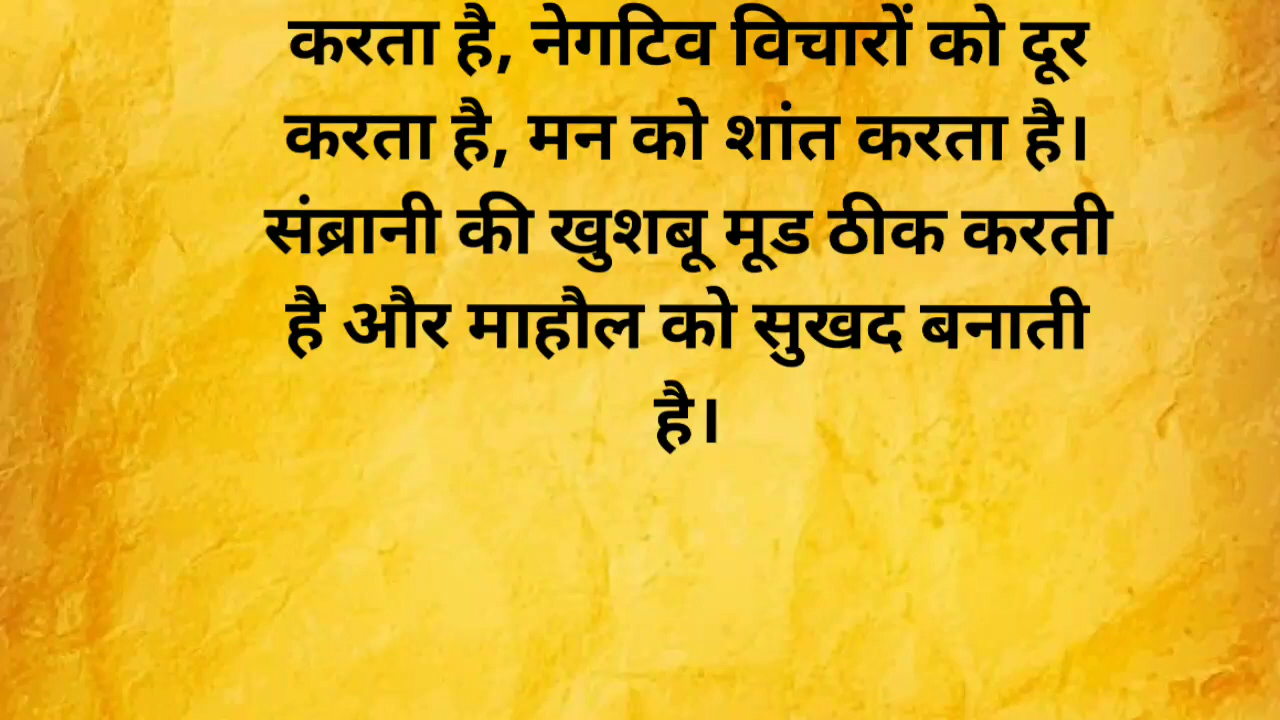 करता है, नेगटिव विचारों को दूर
करता है, मन को शांत करता है।
संब्रानी की खुशबू मूड ठीक करती
है और माहौल को सुखद बनाती
है।